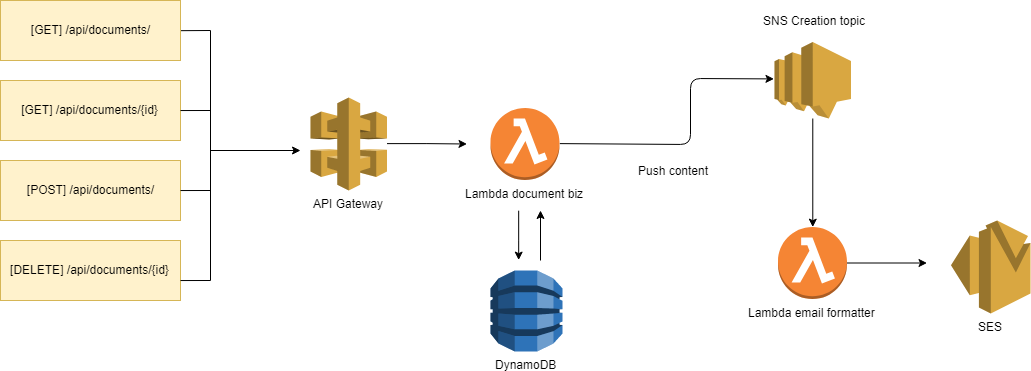 [GET] /api/documents/
[GET] /api/documents/{id}
[POST] /api/documents/
[DELETE] /api/documents/{id}
API Gateway
Lambda document biz
DynamoDB
Push content
SNS Creation topic
Lambda email formatter
SES